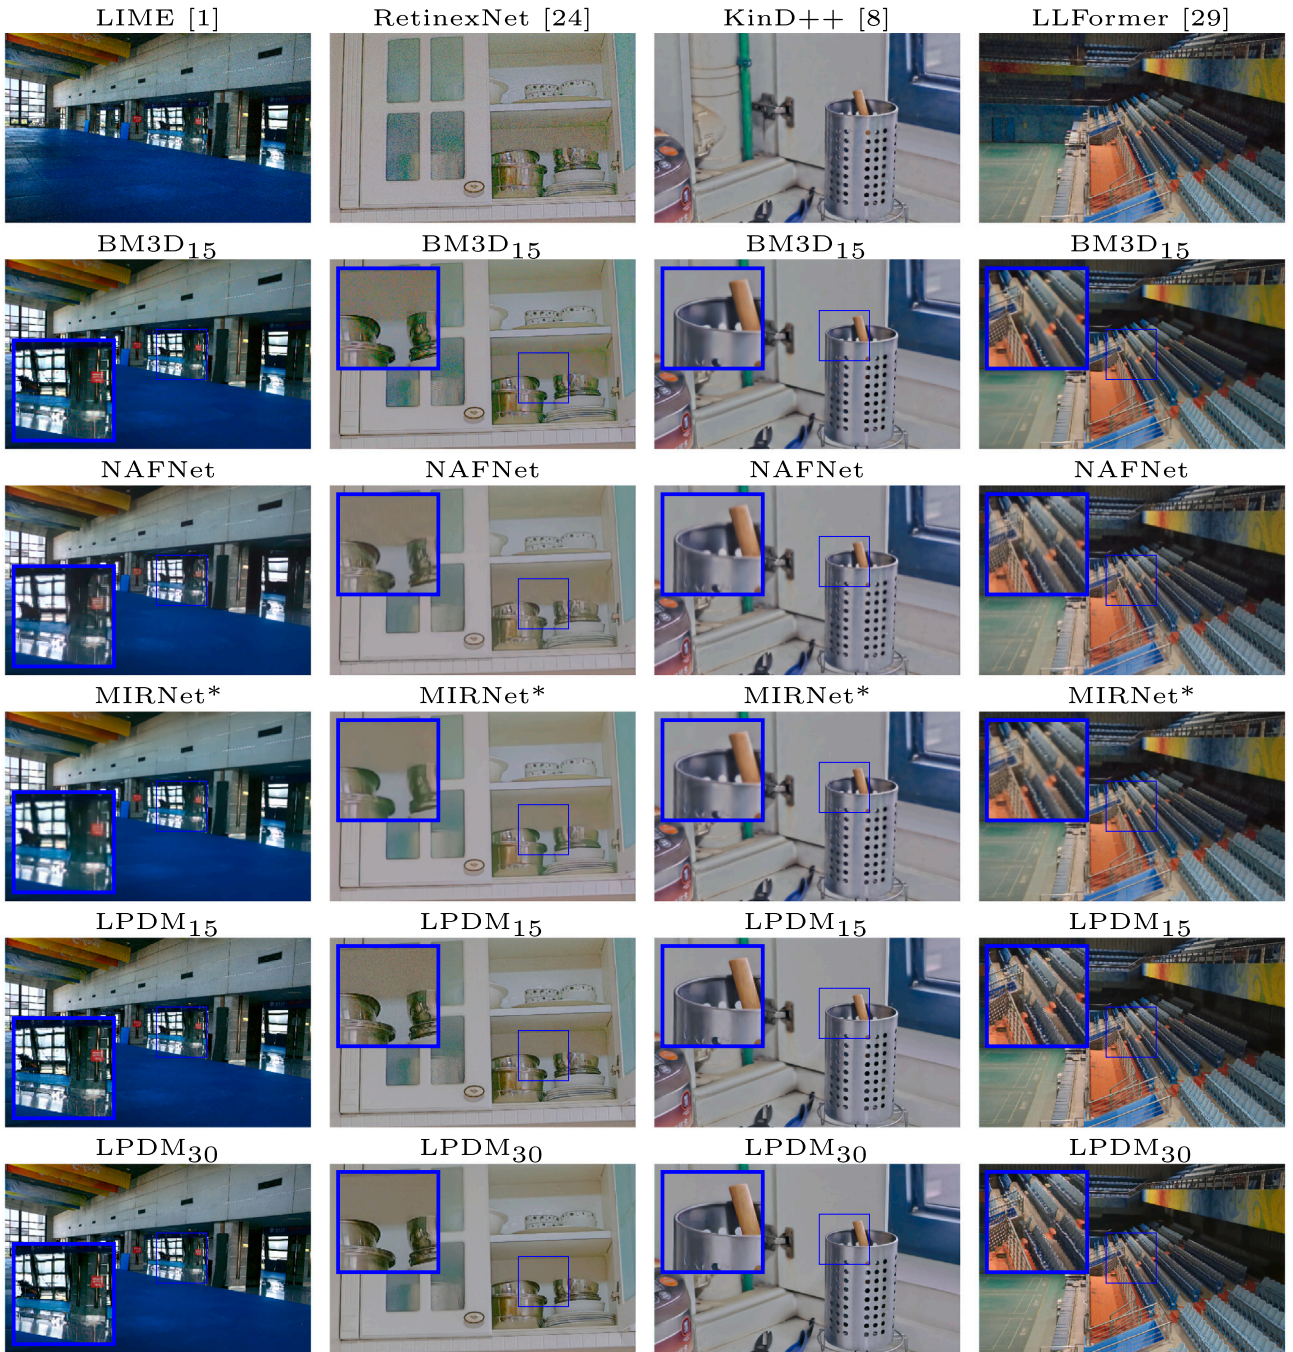 LIME [1] RetinexNet [24] KinD++ [8] LLFormer [29]
BM3D15 BM3D15 BM3D15 BM3D15
NAFNet NAFNet NAFNet NAFNet
MIRNet* MIRNet* MIRNet* MIRNet*
LPDM15 LPDM15 LPDM15 LPDM15
LPDM30 LPDM30 LPDM30 LPDM30